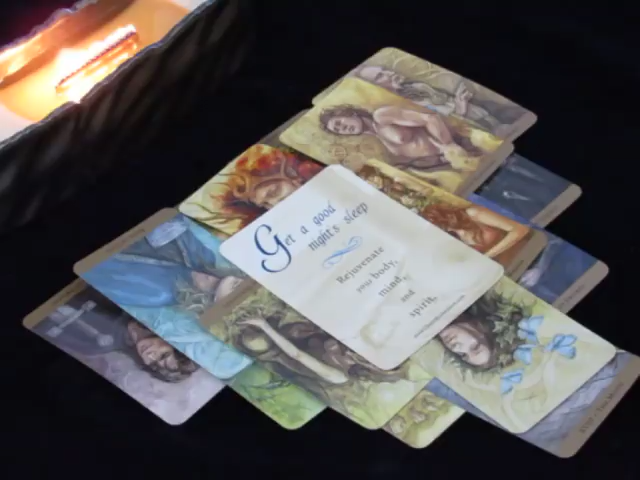 Get a good
night's sleep
Rejuvenate
your body,
mind,
and
spirit.